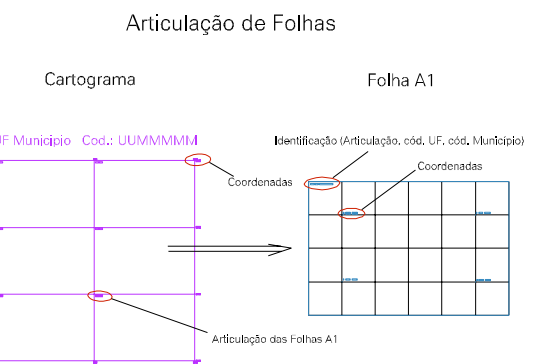 Articulação de Folhas
Cartograma
Folha A1
UF Município Cod.: UUMMMMM
Identificação (Articulação, cód. UF, cód. Município)
Coordenadas
Coordenadas
Articulação das Folhas A1